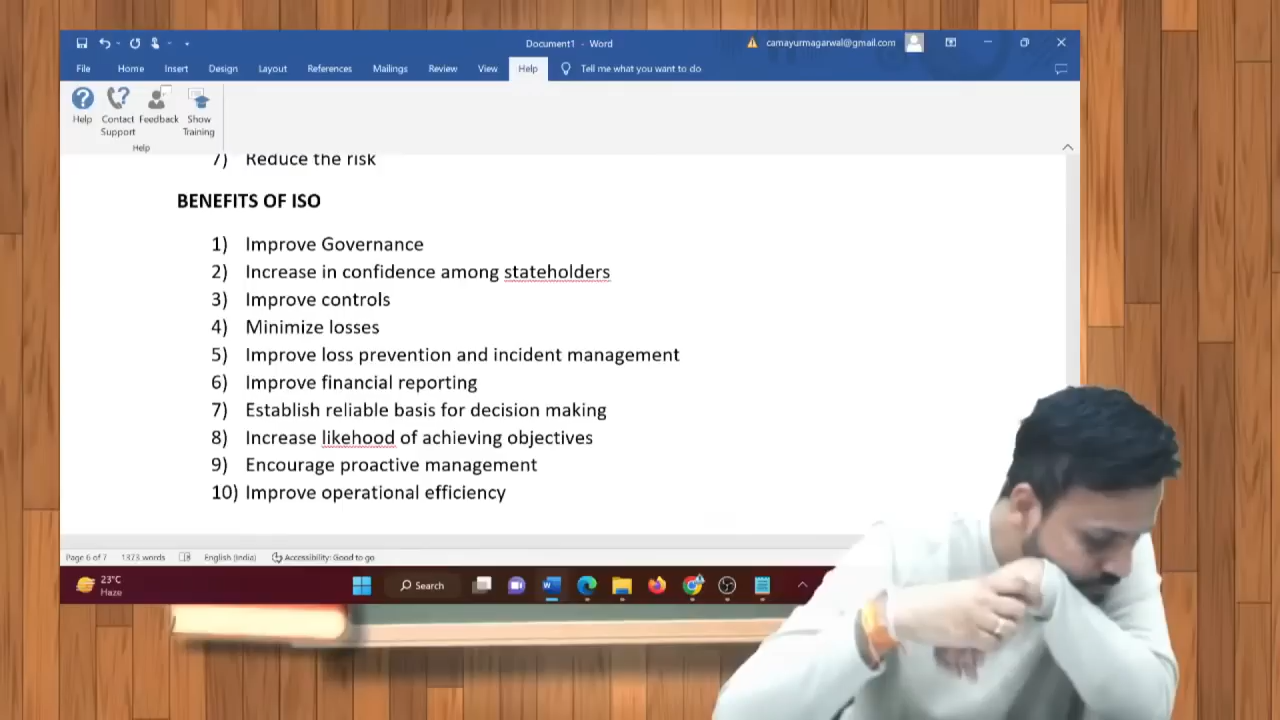 Document1 - Word
camayurmagarwal@gmail.com
File Home Insert Design Layout References Mailings Review View Help Tell me what you want to do
Help Contact Support Feedback Show Training
Help
7) Reduce the risk
BENEFITS OF ISO
1) Improve Governance
2) Increase in confidence among stateholders
3) Improve controls
4) Minimize losses
5) Improve loss prevention and incident management
6) Improve financial reporting
7) Establish reliable basis for decision making
8) Increase likehood of achieving objectives
9) Encourage proactive management
10) Improve operational efficiency
Page 6 of 7 1373 words English (India) Accessibility: Good to go
23°C
Haze
Search